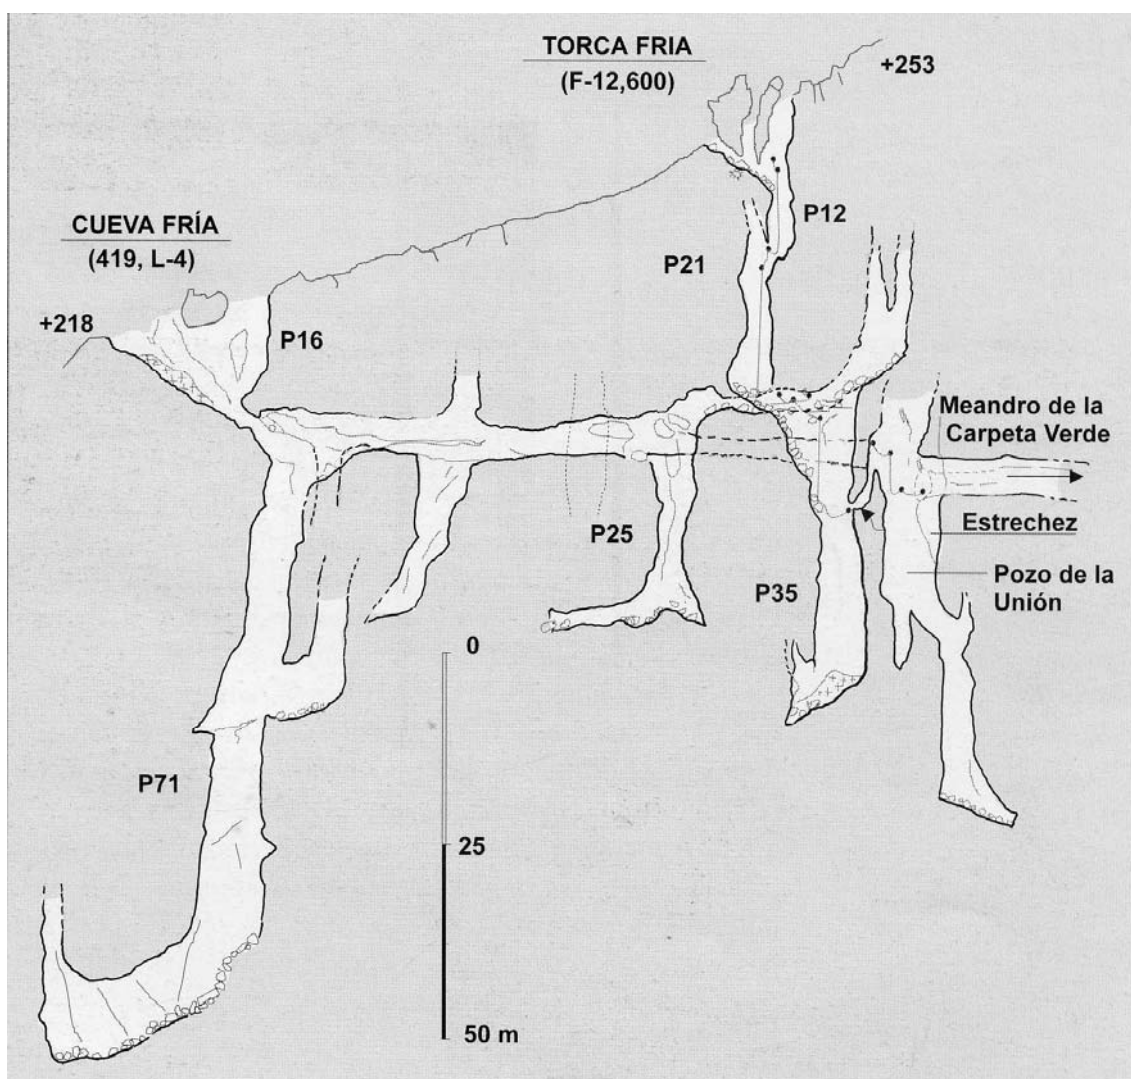 TORCA FRIA
(F-12,600)
+253
CUEVA FRÍA
(419, L-4)
+218
P16
P12
P21
Meandro de la
Carpeta Verde
Estrechez
P25
P35
Pozo de la
Unión
0
P71
25
50 m